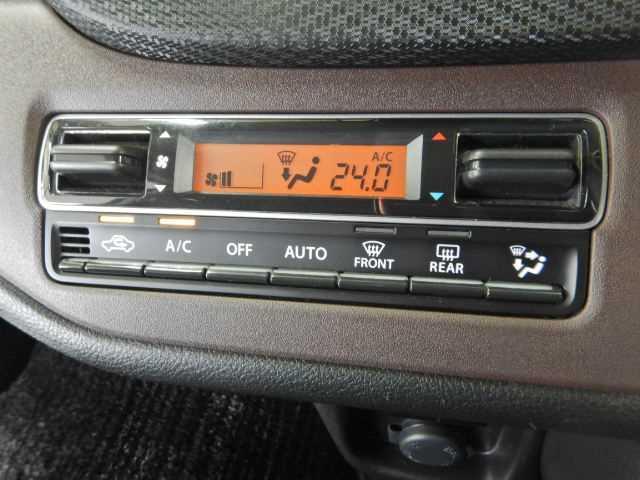 A/C
24.0
A/C OFF AUTO FRONT REAR